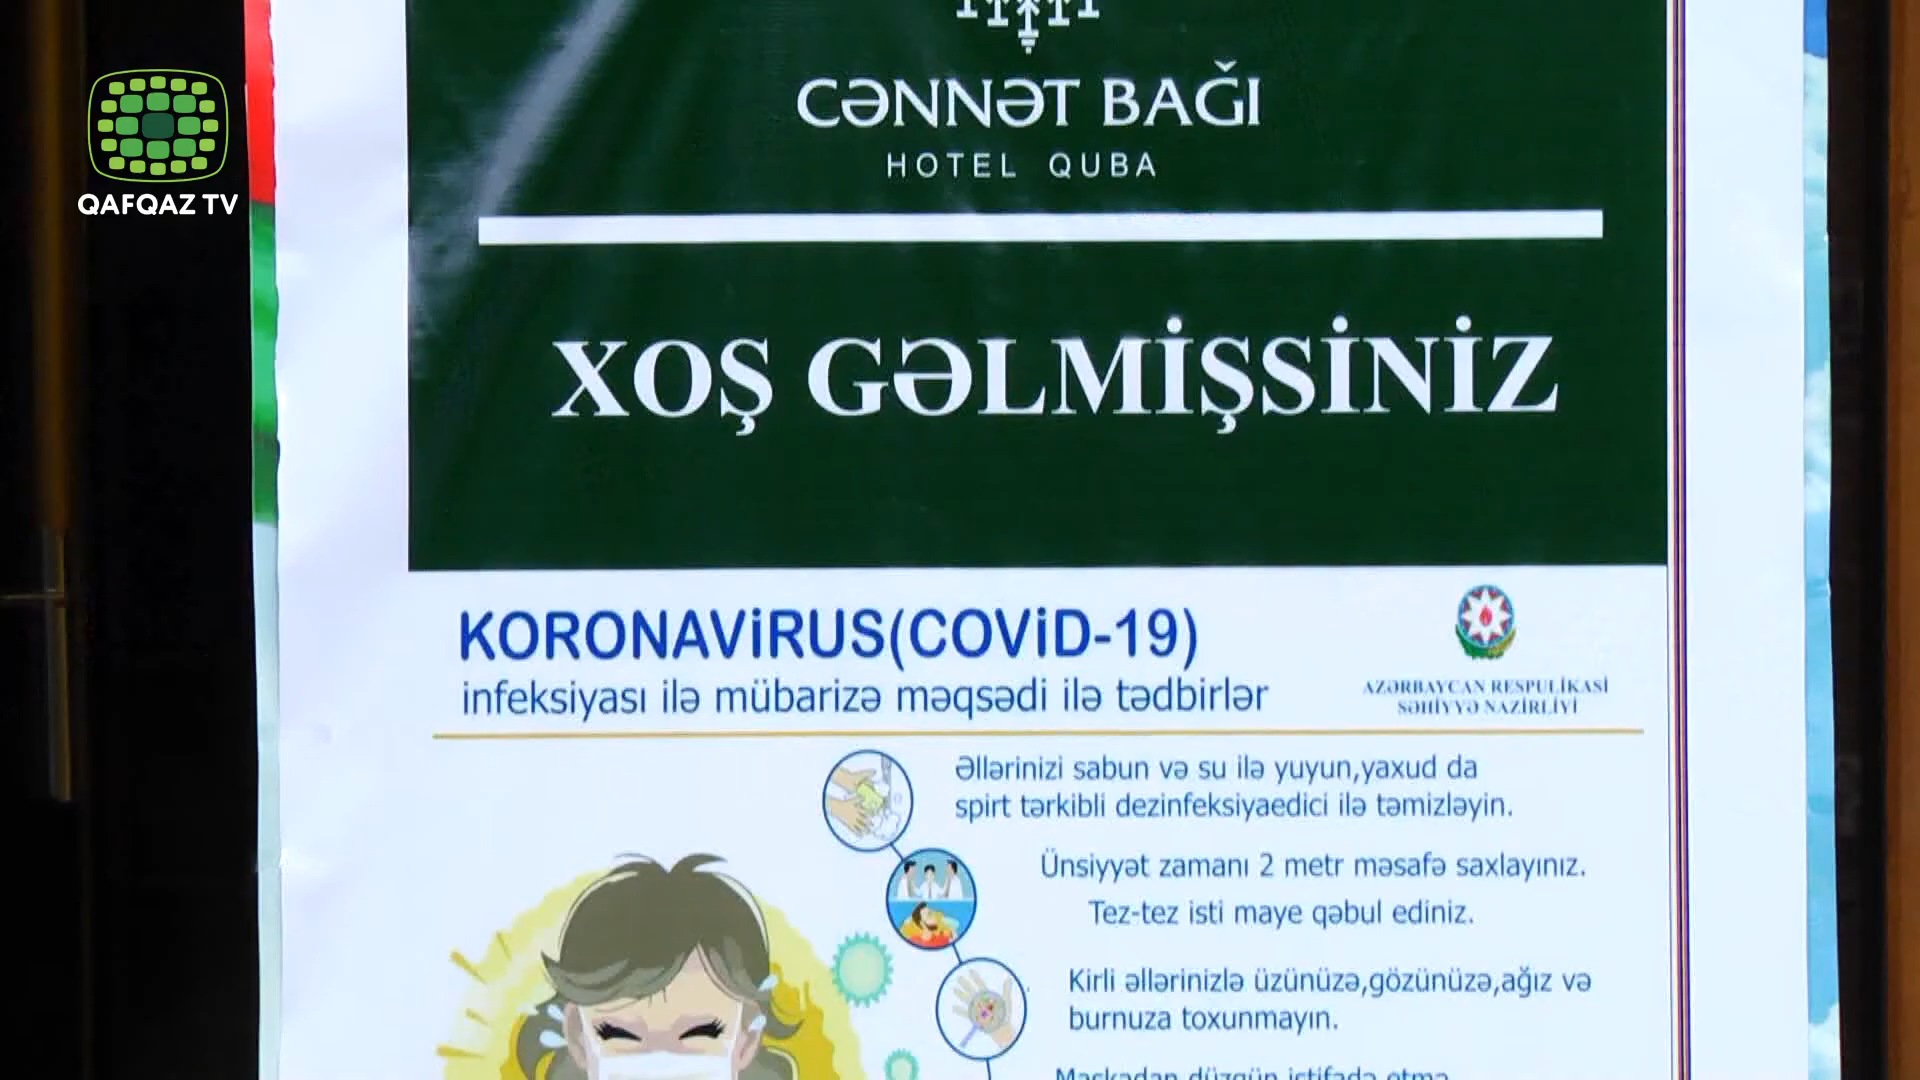 QAFQAZ TV
CƏNNƏT BAĞI
HOTEL QUBA
XOŞ GƏLMİŞSİNİZ
KORONAVİRUS(COVİD-19)
infeksiyası ilə mübarizə məqsədi ilə tədbirlər
AZƏRBAYCAN RESPULİKASİ
SƏHİYYƏ NAZİRLİYİ
Əllərinizi sabun və su ilə yuyun,yaxud da
spirt tərkibli dezinfeksiyaedici ilə təmizləyin.
Ünsiyyət zamanı 2 metr məsafə saxlayınız.
Tez-tez isti maye qəbul ediniz.
Kirli əllərinizlə üzünüzə,gözünüzə,ağız və
burnuza toxunmayın.
Maskadan düzgün istifadə etmə